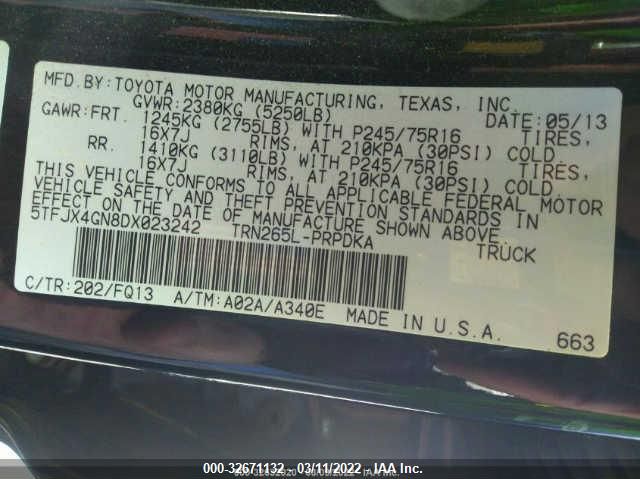 MFD.BY:TOYOTA MOTOR MANUFACTURING, TEXAS, INC.
GVWR:2380KG (5250LB) DATE:05/13
GAWR:FRT. 1245KG (2755LB) WITH P245/75R16 TIRES,
16X7J RIMS, AT 210KPA (30PSI) COLD
RR. 1410KG (3110LB) WITH P245/75R16 TIRES,
16X7J RIMS, AT 210KPA (30PSI) COLD
THIS VEHICLE CONFORMS TO ALL APPLICABLE FEDERAL MOTOR
VEHICLE SAFETY AND THEFT PREVENTION STANDARDS IN
EFFECT ON THE DATE OF MANUFACTURE SHOWN ABOVE.
5TFJX4GN8DX023242 TRN265L-PRPDKA TRUCK
C/TR:202/FQ13 A/TM:A02A/A340E MADE IN U.S.A.
663
000-32671132 - 03/11/2022 - IAA Inc.